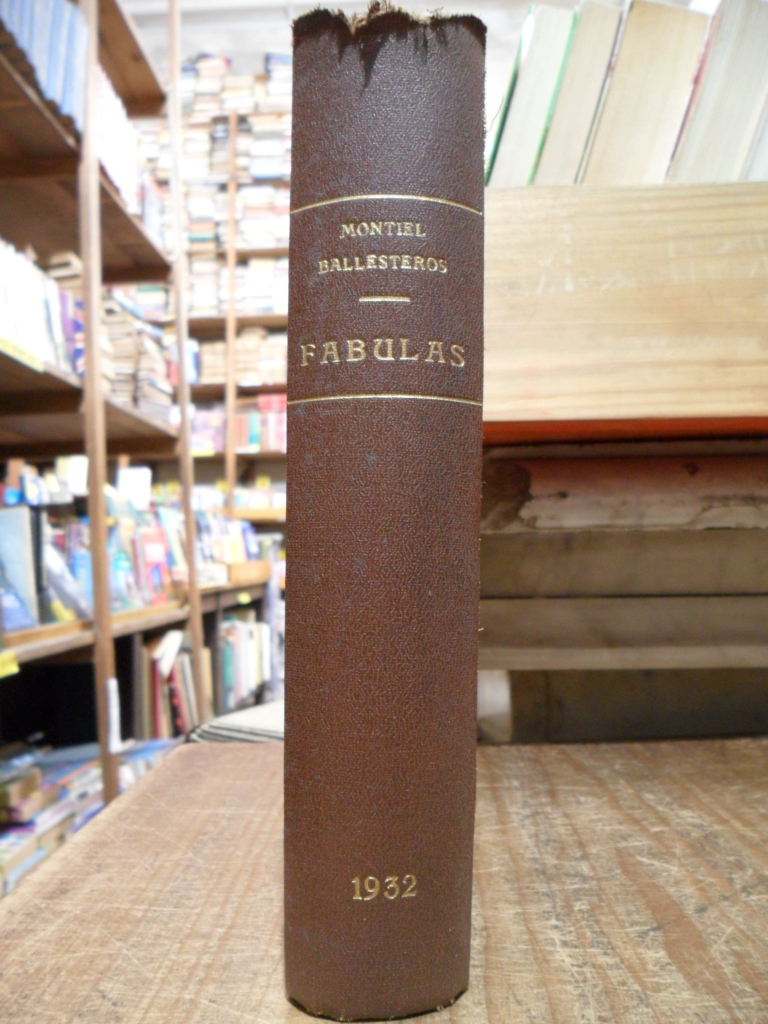 MONTIEL
BALLESTEROS
FABULAS
1932